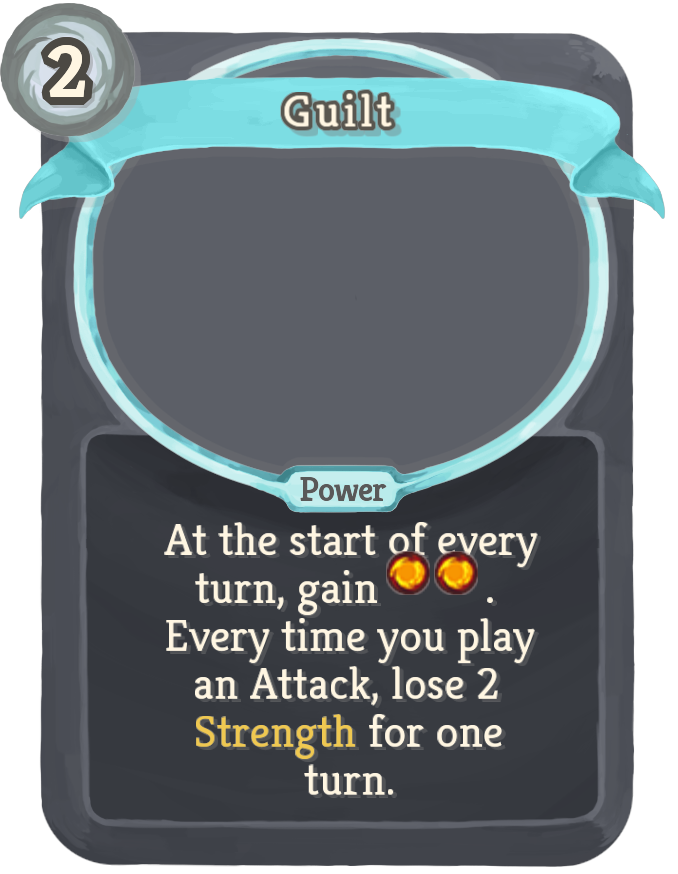 2
Guilt
Power
At the start of every
turn, gain .
Every time you play
an Attack, lose 2
Strength for one
turn.